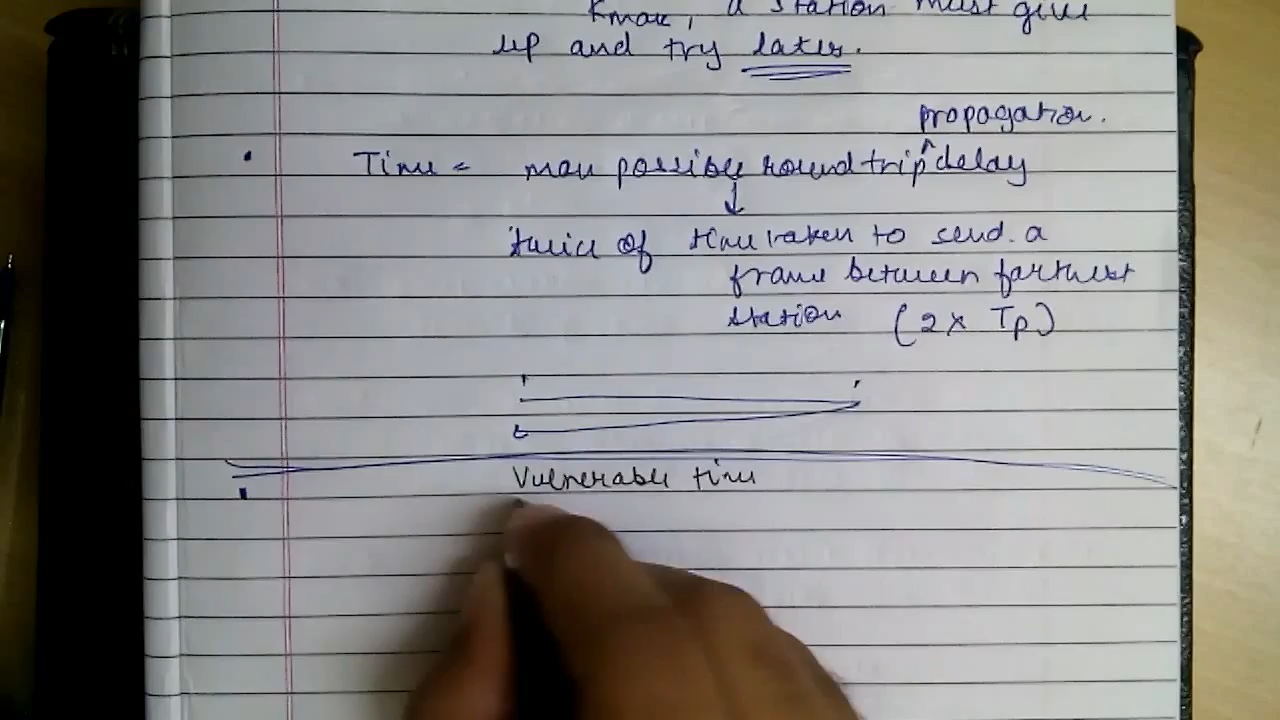 Kmax, a station must give
up and try later.
propagation.
Time = max possible round trip ^ delay
twice of time taken to send a
frame between farthest
station (2x Tp)
Vulnerable time